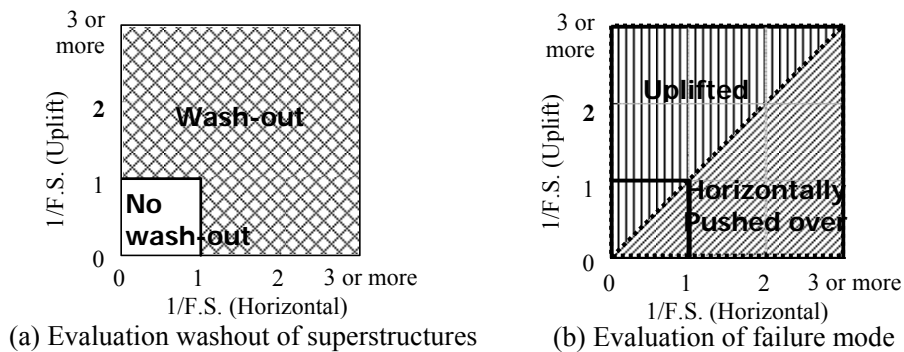 3 or
more
2
1
0
1/F.S. (Uplift)
Wash-out
No
wash-out
0
1
2
3 or more
1/F.S. (Horizontal)
(a) Evaluation washout of superstructures
3 or
more
2
1
0
1/F.S. (Uplift)
Uplifted
Horizontally
Pushed over
0
1
2
3 or more
1/F.S. (Horizontal)
(b) Evaluation of failure mode